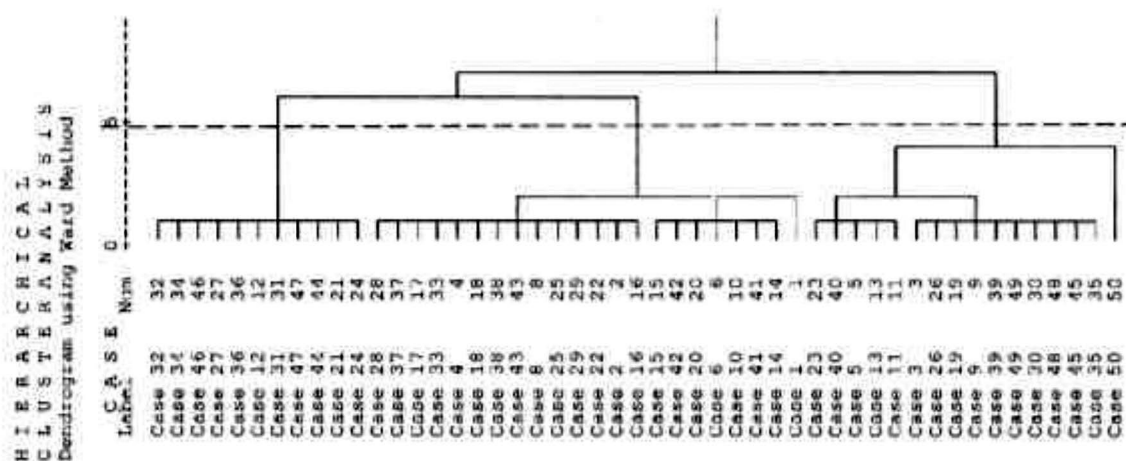 H I E R A R C H I C A L
C L U S T E R A N A L Y S I S
Dendrogram using Ward Method
C A S E 0 5
Label Num
Case 32 32
Case 34 34
Case 46 46
Case 27 27
Case 36 36
Case 12 12
Case 31 31
Case 47 47
Case 44 44
Case 21 21
Case 24 24
Case 28 28
Case 37 37
Case 17 17
Case 33 33
Case 4 4
Case 18 18
Case 38 38
Case 43 43
Case 8 8
Case 25 25
Case 29 29
Case 22 22
Case 2 2
Case 16 16
Case 15 15
Case 42 42
Case 20 20
Case 6 6
Case 10 10
Case 41 41
Case 14 14
Case 1 1
Case 23 23
Case 40 40
Case 5 5
Case 13 13
Case 11 11
Case 3 3
Case 26 26
Case 19 19
Case 9 9
Case 39 39
Case 49 49
Case 30 30
Case 48 48
Case 45 45
Case 35 35
Case 50 50